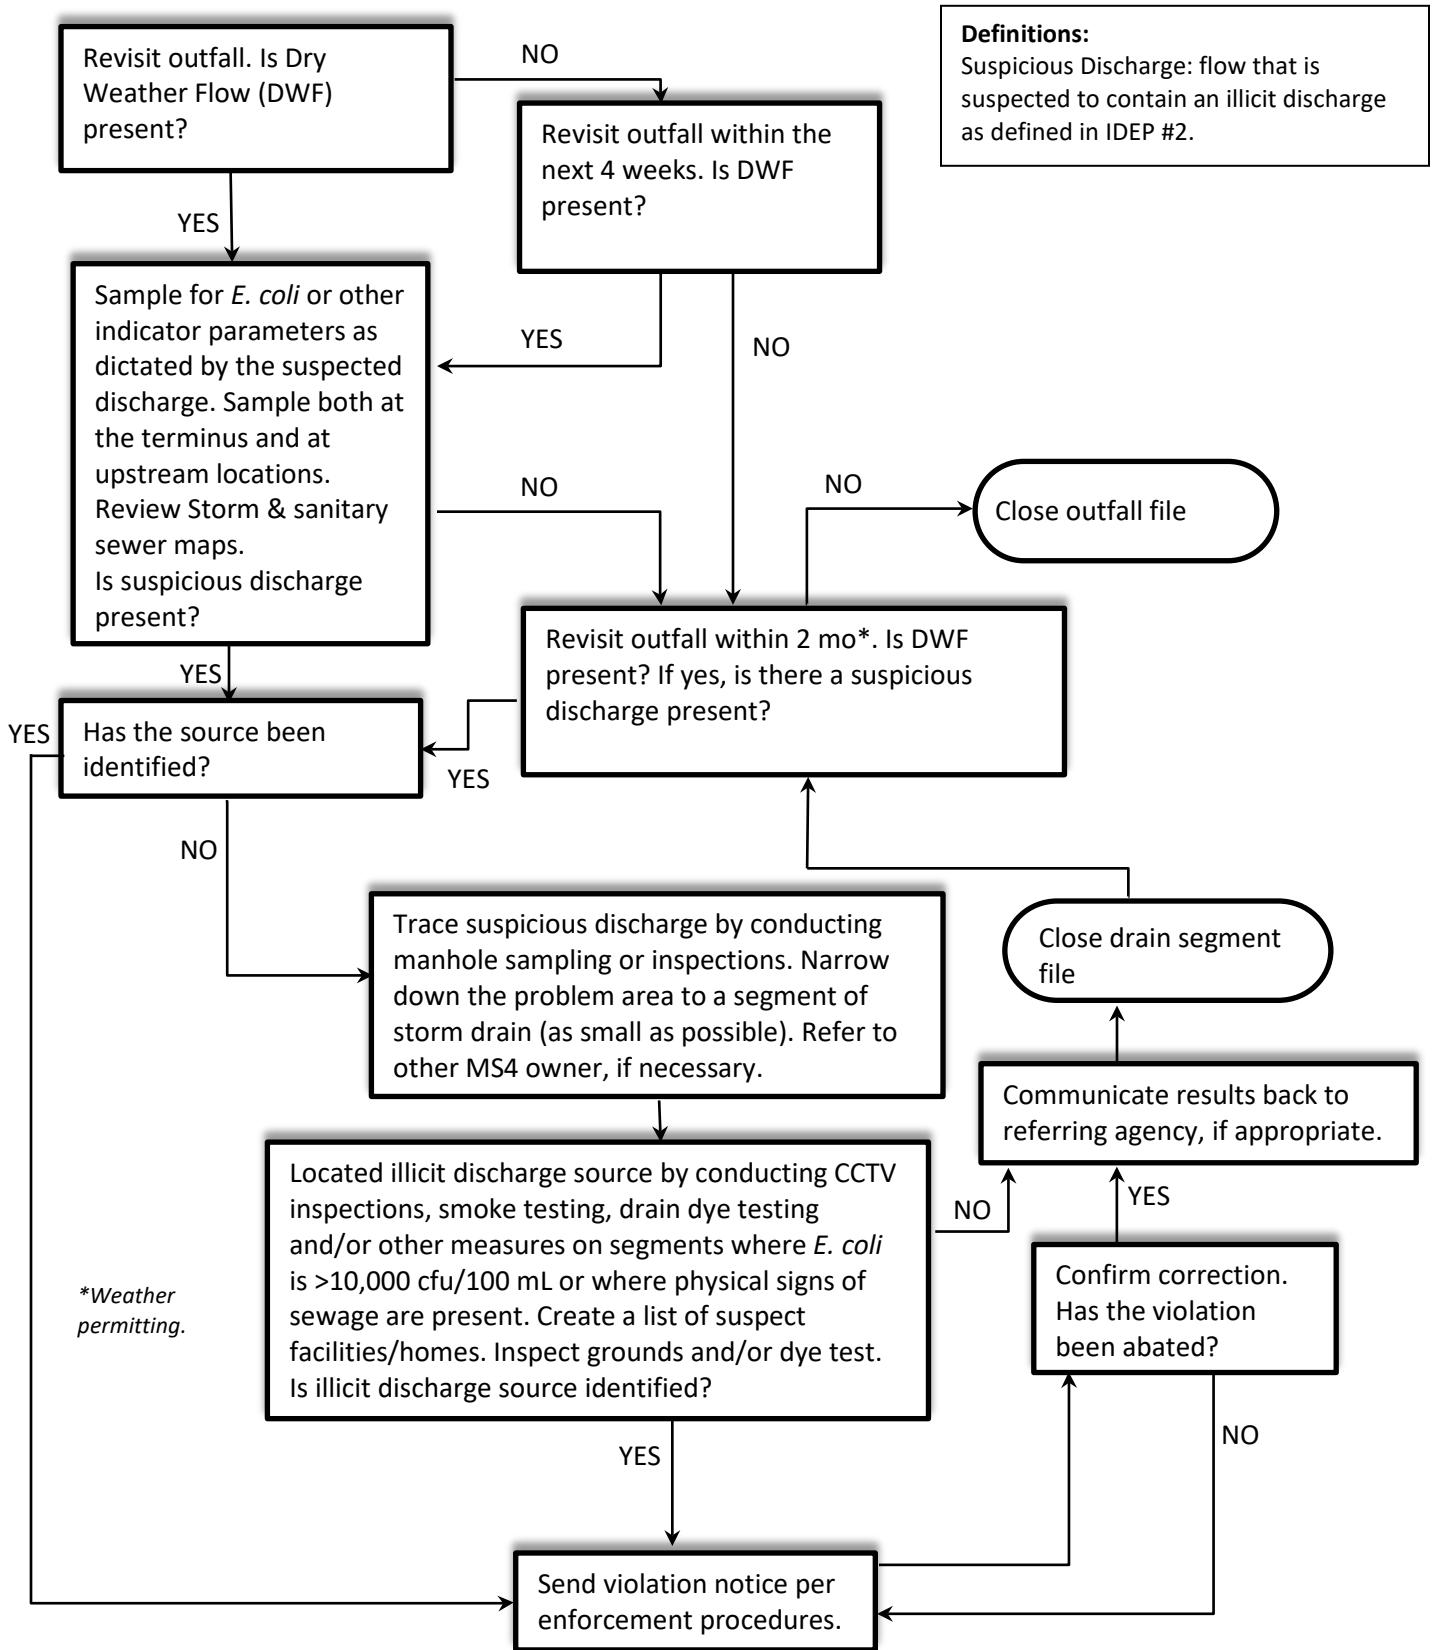 Revisit outfall. Is Dry
Weather Flow (DWF)
present?
NO
Definitions:
Suspicious Discharge: flow that is
suspected to contain an illicit discharge
as defined in IDEP #2.
Revisit outfall within the
next 4 weeks. Is DWF
present?
YES
Sample for E. coli or other
indicator parameters as
dictated by the suspected
discharge. Sample both at
the terminus and at
upstream locations.
Review Storm & sanitary
sewer maps.
Is suspicious discharge
present?
YES
NO
NO
NO
Close outfall file
Revisit outfall within 2 mo*. Is DWF
present? If yes, is there a suspicious
discharge present?
YES
YES
Has the source been
identified?
YES
NO
Trace suspicious discharge by conducting
manhole sampling or inspections. Narrow
down the problem area to a segment of
storm drain (as small as possible). Refer to
other MS4 owner, if necessary.
Close drain segment
file
Communicate results back to
referring agency, if appropriate.
Located illicit discharge source by conducting CCTV
inspections, smoke testing, drain dye testing
and/or other measures on segments where E. coli
is >10,000 cfu/100 mL or where physical signs of
sewage are present. Create a list of suspect
facilities/homes. Inspect grounds and/or dye test.
Is illicit discharge source identified?
NO
YES
Confirm correction.
Has the violation
been abated?
*Weather
permitting.
YES
NO
Send violation notice per
enforcement procedures.